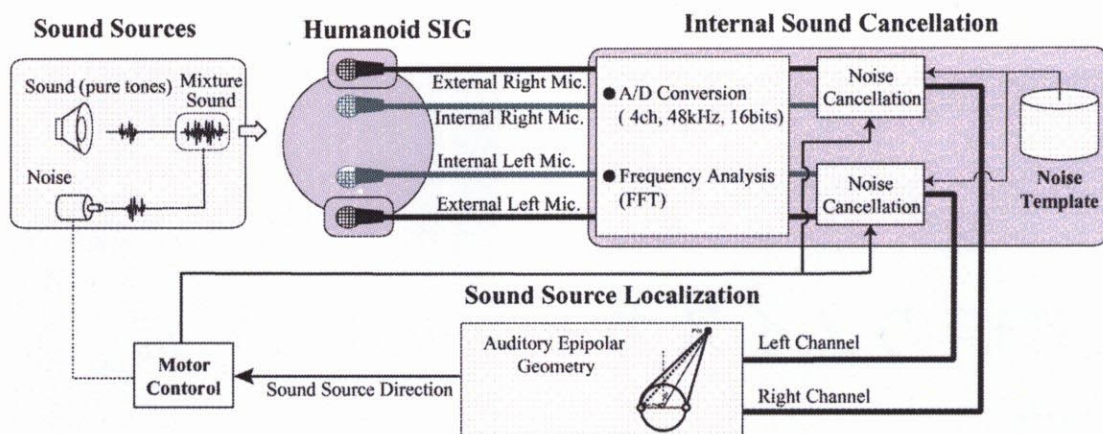 Sound Sources
Humanoid SIG
Internal Sound Cancellation
Sound (pure tones)
Mixture
Sound
Noise
External Right Mic.
Internal Right Mic.
Internal Left Mic.
External Left Mic.
A/D Conversion
( 4ch, 48kHz, 16bits)
Frequency Analysis
(FFT)
Noise
Cancellation
Noise
Cancellation
Noise
Template
Sound Source Localization
Auditory Epipolar
Geometry
Left Channel
Right Channel
Motor
Contorol
Sound Source Direction